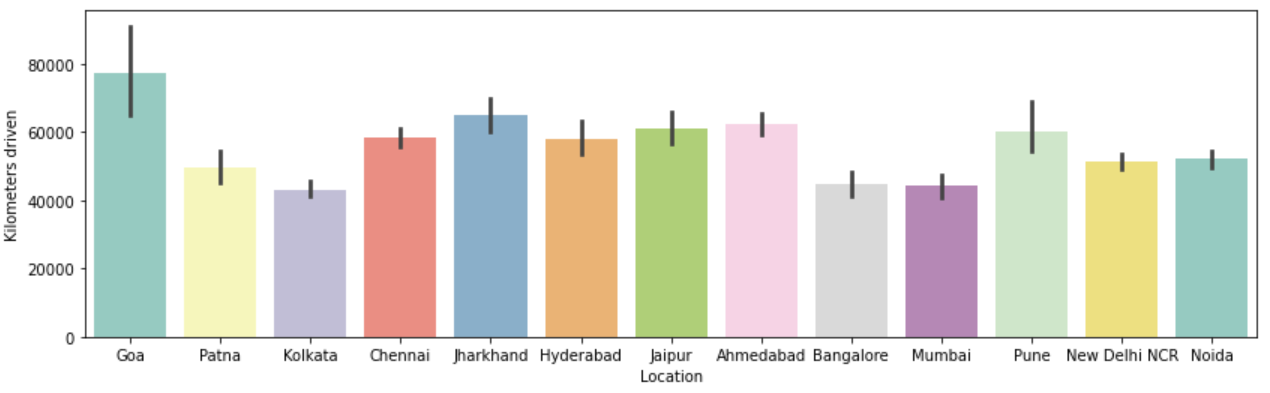 Kilometers driven
80000
60000
40000
20000
0
Goa Patna Kolkata Chennai Jharkhand Hyderabad Jaipur Ahmedabad Bangalore Mumbai Pune New Delhi NCR Noida
Location